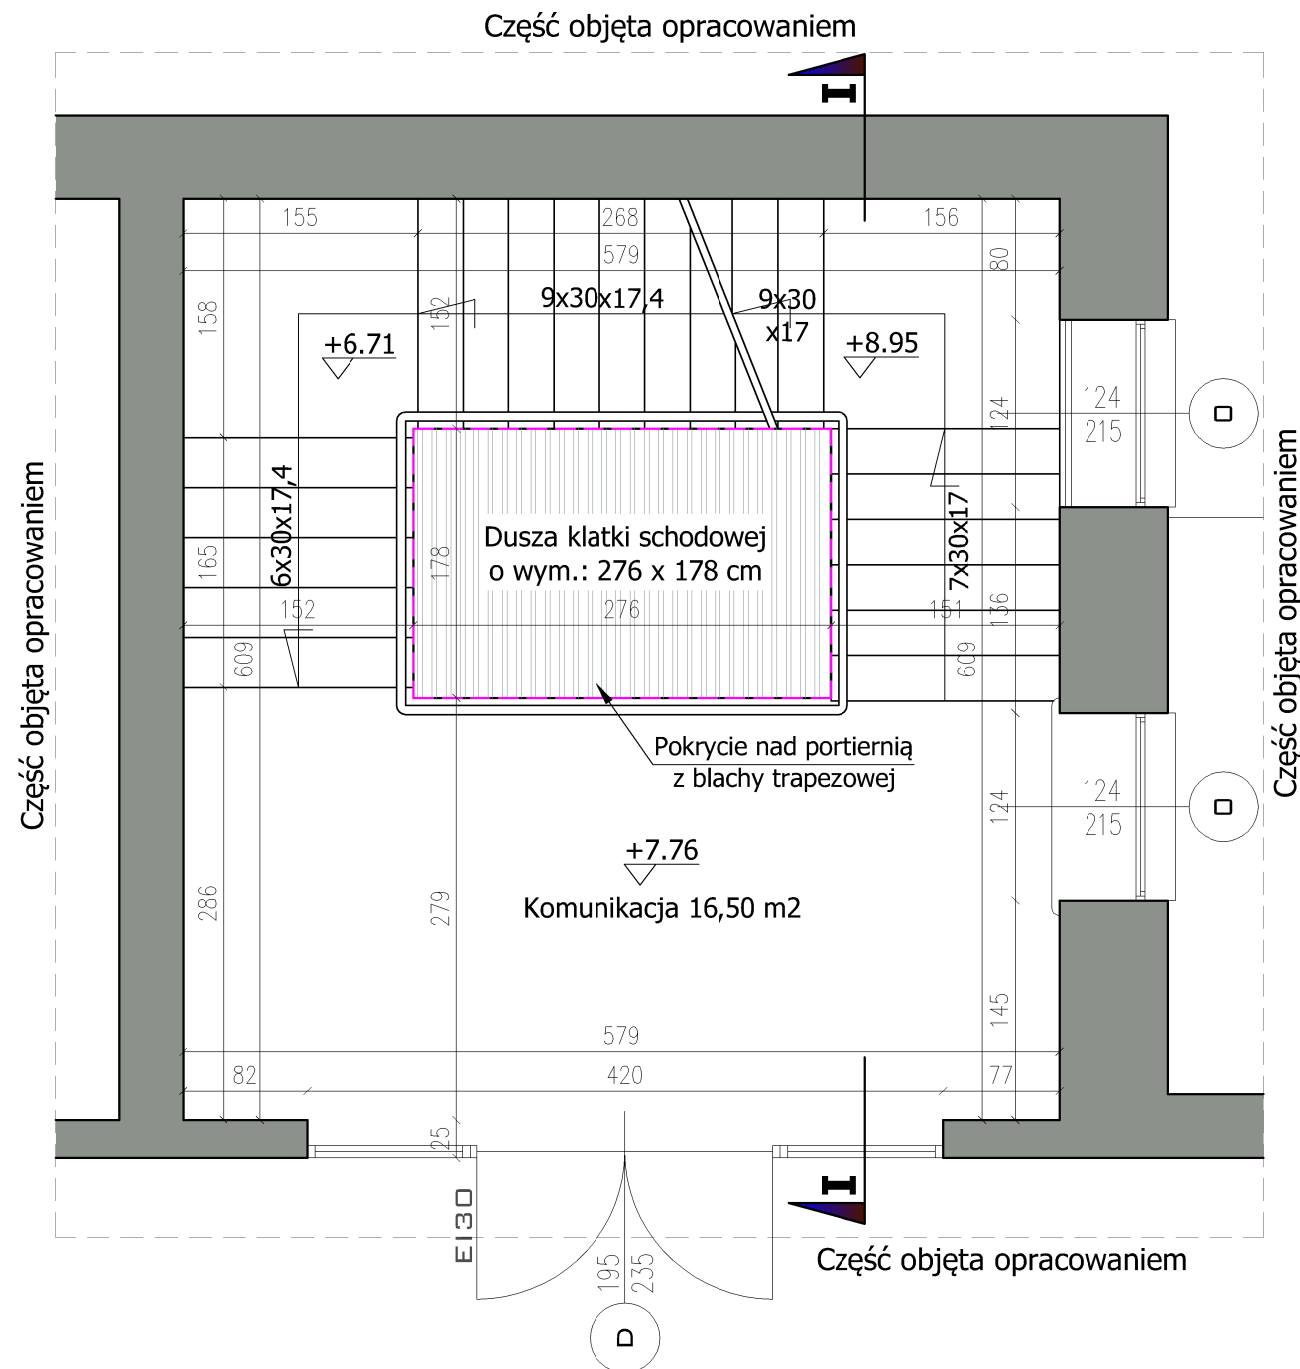 Część objęta opracowaniem
I
155
268
156
579
80
158
152
9x30x17,4
9x30
x17
+6.71
+8.95
124
24
215
D
Część objęta opracowaniem
Część objęta opracowaniem
6x30x17,4
165
178
Dusza klatki schodowej
o wym.: 276 x 178 cm
7x30x17
152
276
151
136
609
609
Pokrycie nad portiernią
z blachy trapezowej
124
24
215
D
+7.76
Komunikacja 16,50 m2
286
279
145
579
82
420
77
25
EI30
I
195
235
Część objęta opracowaniem
D